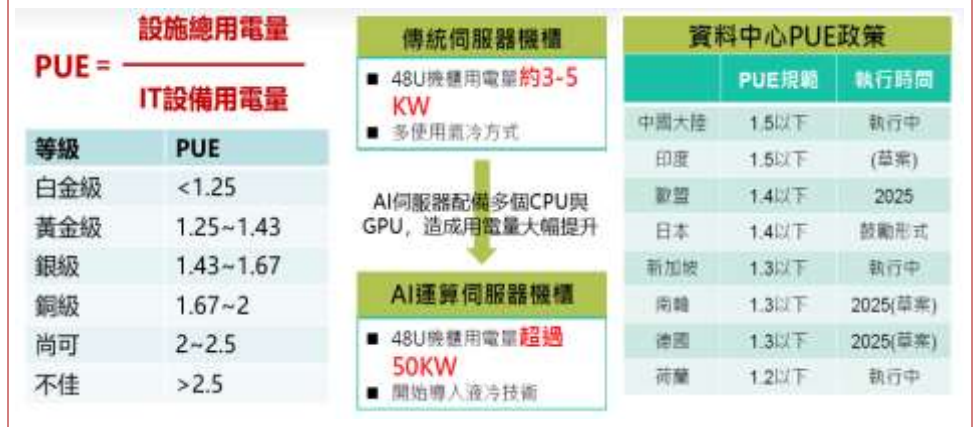 設施總用電量
PUE =
IT設備用電量
等級 PUE
白金級 <1.25
黃金級 1.25~1.43
銀級 1.43~1.67
銅級 1.67~2
尚可 2~2.5
不佳 >2.5
傳統伺服器機櫃
■ 48U機櫃用電量約3-5
KW
■ 多使用氣冷方式
AI伺服器配備多個CPU與
GPU，造成用電量大幅提升
AI運算伺服器機櫃
■ 48U機櫃用電量超過
50KW
■ 開始導入液冷技術
資料中心PUE政策
PUE規範 執行時間
中國大陸 1.5以下 執行中
印度 1.5以下 (草案)
歐盟 1.4以下 2025
日本 1.4以下 鼓勵形式
新加坡 1.3以下 執行中
南韓 1.3以下 2025(草案)
德國 1.3以下 2025(草案)
荷蘭 1.2以下 執行中